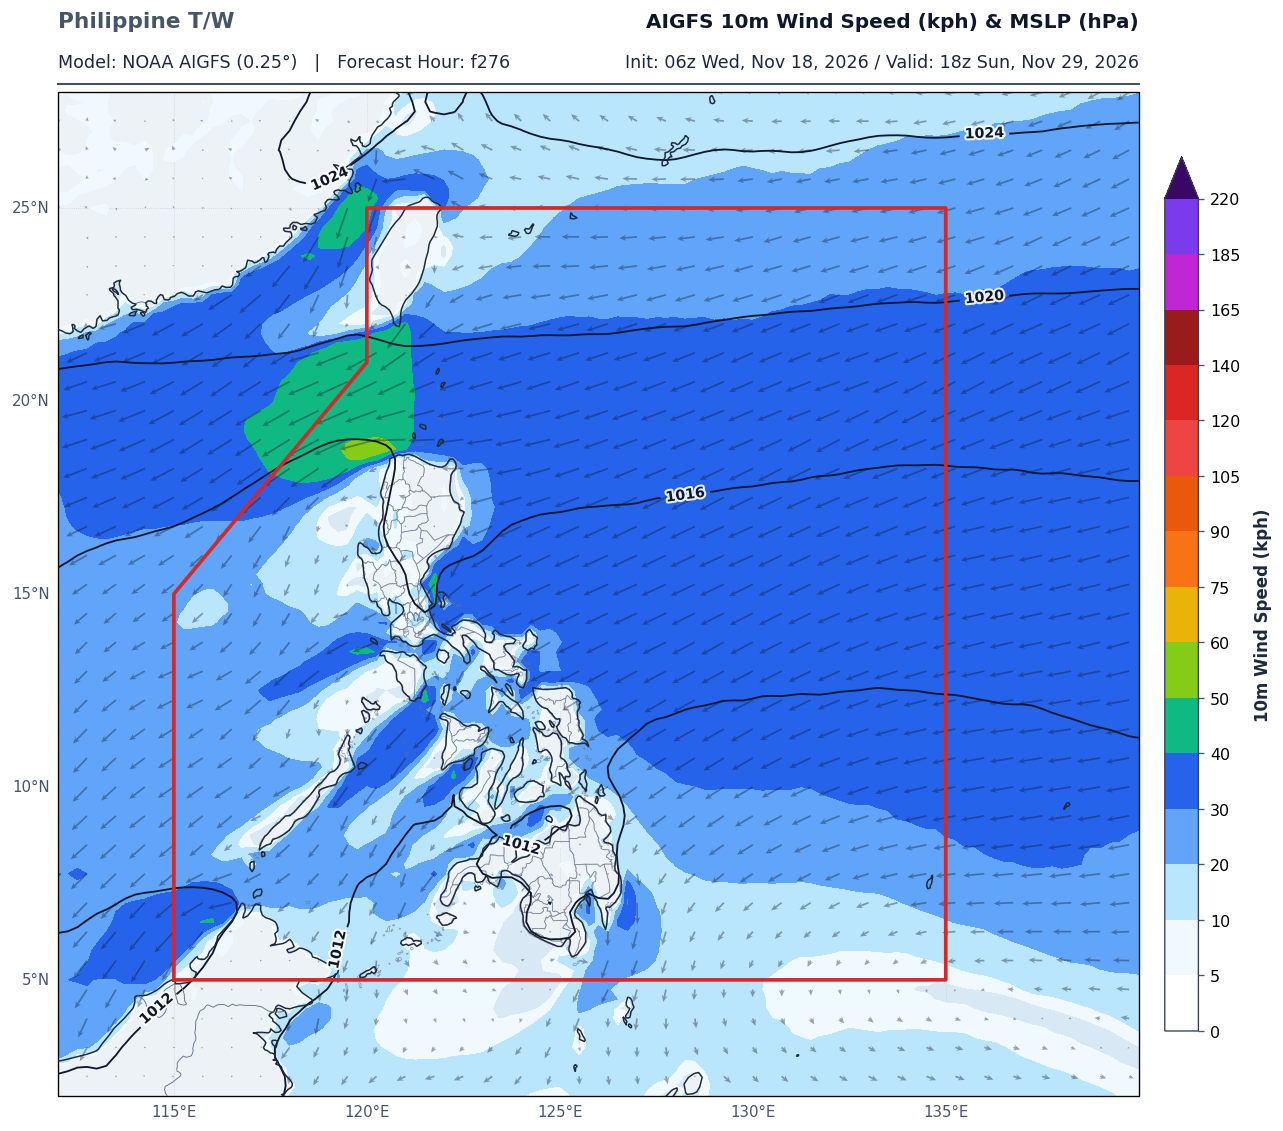 Philippine T/W
AIGFS 10m Wind Speed (kph) & MSLP (hPa)
Model: NOAA AIGFS (0.25°) | Forecast Hour: f276
Init: 06z Wed, Nov 18, 2026 / Valid: 18z Sun, Nov 29, 2026
1024
1024
1020
1016
1012
1012
1012
25°N
20°N
15°N
10°N
5°N
115°E
120°E
125°E
130°E
135°E
220
185
165
140
120
105
90
75
60
50
40
30
20
10
5
0
10m Wind Speed (kph)